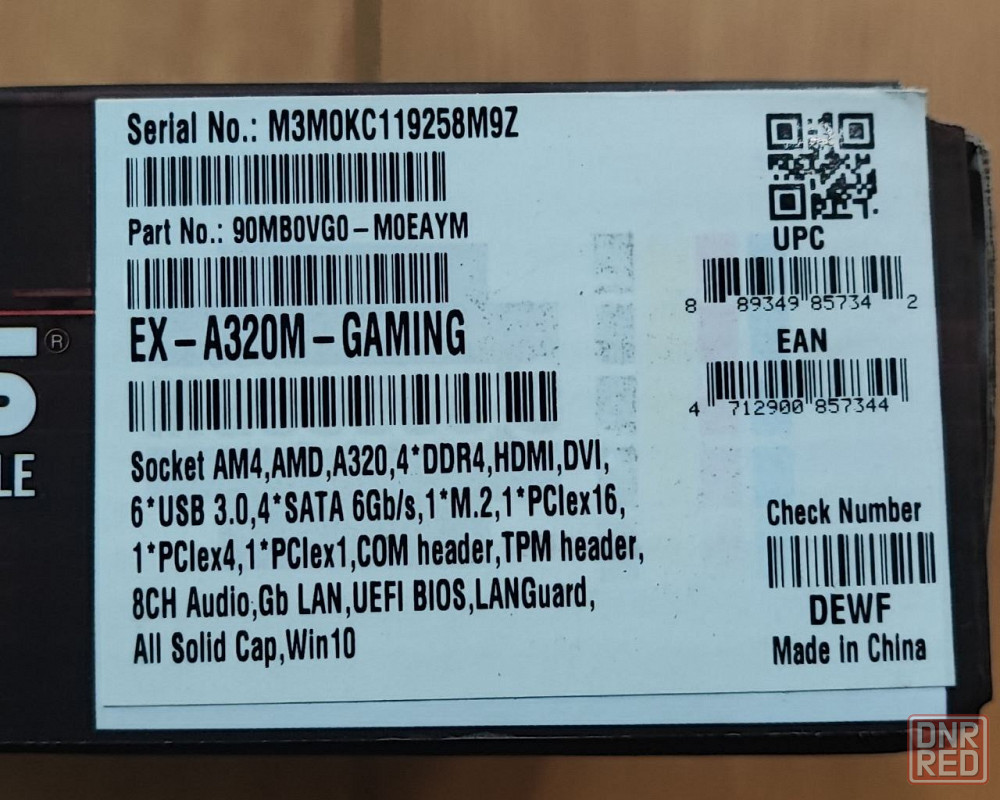 Serial No.: M3M0KC119258M9Z
Part No.: 90MB0VG0-M0EAYM
EX-A320M-GAMING
Socket AM4,AMD,A320,4*DDR4,HDMI,DVI,
6*USB 3.0,4*SATA 6Gb/s,1*M.2,1*PCIex16,
1*PCIex4,1*PCIex1,COM header,TPM header,
8CH Audio,Gb LAN,UEFI BIOS,LANGuard,
All Solid Cap,Win10
UPC
8 89349 85734 2
EAN
4 712900 857344
Check Number
DEWF
Made in China
®
LE
DNR
RED